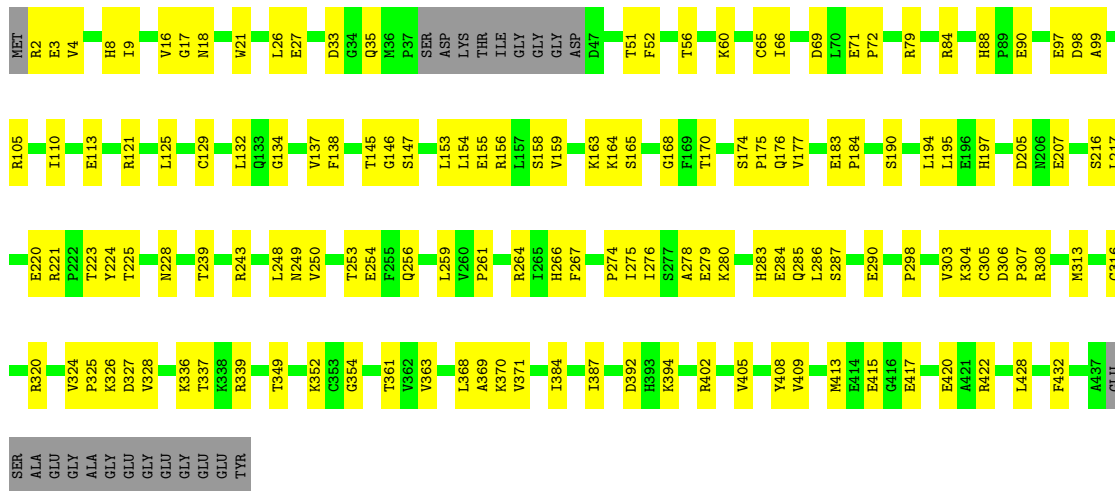 MET R2 E3 V4 H8 I9 V16 G17 N18 W21 L26 E27 D33 G34 Q35 M36 P37 SER ASP LYS THR ILE GLY GLY GLY ASP D47 T51 F52 T56 K60 C65 I66 D69 L70 E71 P72 R79 R84 H88 P89 E90 E97 D98 A99
R105 I110 E113 R121 L125 C129 L132 Q133 G134 V137 F138 T145 G146 S147 L153 L154 E155 R156 L157 S158 V159 K163 K164 S165 G168 F169 T170 S174 P175 Q176 V177 E183 P184 S190 L194 L195 E196 H197 D205 N206 E207 S216 L217
E220 R221 P222 T223 Y224 T225 N228 T239 R243 L248 N249 V250 T253 E254 F255 Q256 L259 V260 P261 R264 I265 H266 F267 P274 I275 I276 S277 A278 E279 K280 H283 E284 Q285 L286 S287 E290 P298 V303 K304 C305 D306 P307 R308 M313 C316
R320 V324 P325 K326 D327 V328 K336 T337 K338 R339 T349 K352 C353 G354 T361 V362 V363 L368 A369 K370 V371 I384 I387 D392 H393 K394 R402 V405 Y408 V409 M413 E414 E415 G416 E417 E420 A421 R422 L428 F432 A437 GLU
SER ALA GLU GLY ALA GLY GLU GLY GLU GLY GLU GLU TYR